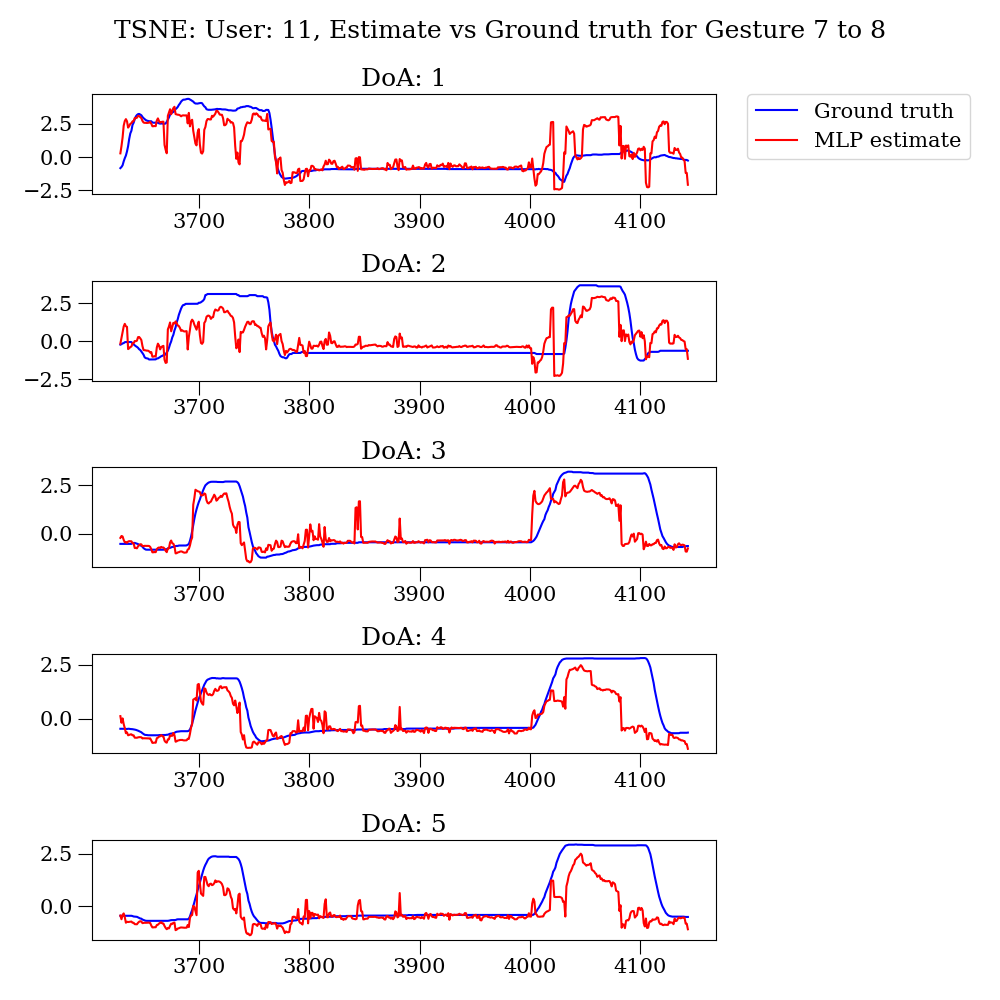 TSNE: User: 11, Estimate vs Ground truth for Gesture 7 to 8
DoA: 1
Ground truth
MLP estimate
2.5
0.0
−2.5
3700 3800 3900 4000 4100
DoA: 2
2.5
0.0
−2.5
3700 3800 3900 4000 4100
DoA: 3
2.5
0.0
3700 3800 3900 4000 4100
DoA: 4
2.5
0.0
3700 3800 3900 4000 4100
DoA: 5
2.5
0.0
3700 3800 3900 4000 4100